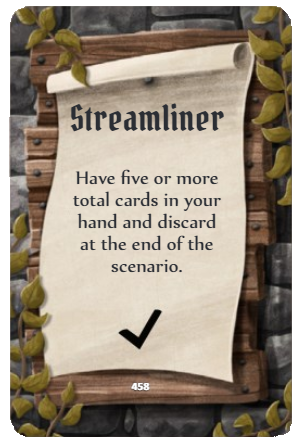 Streamliner
Have five or more
total cards in your
hand and discard
at the end of the
scenario.
458